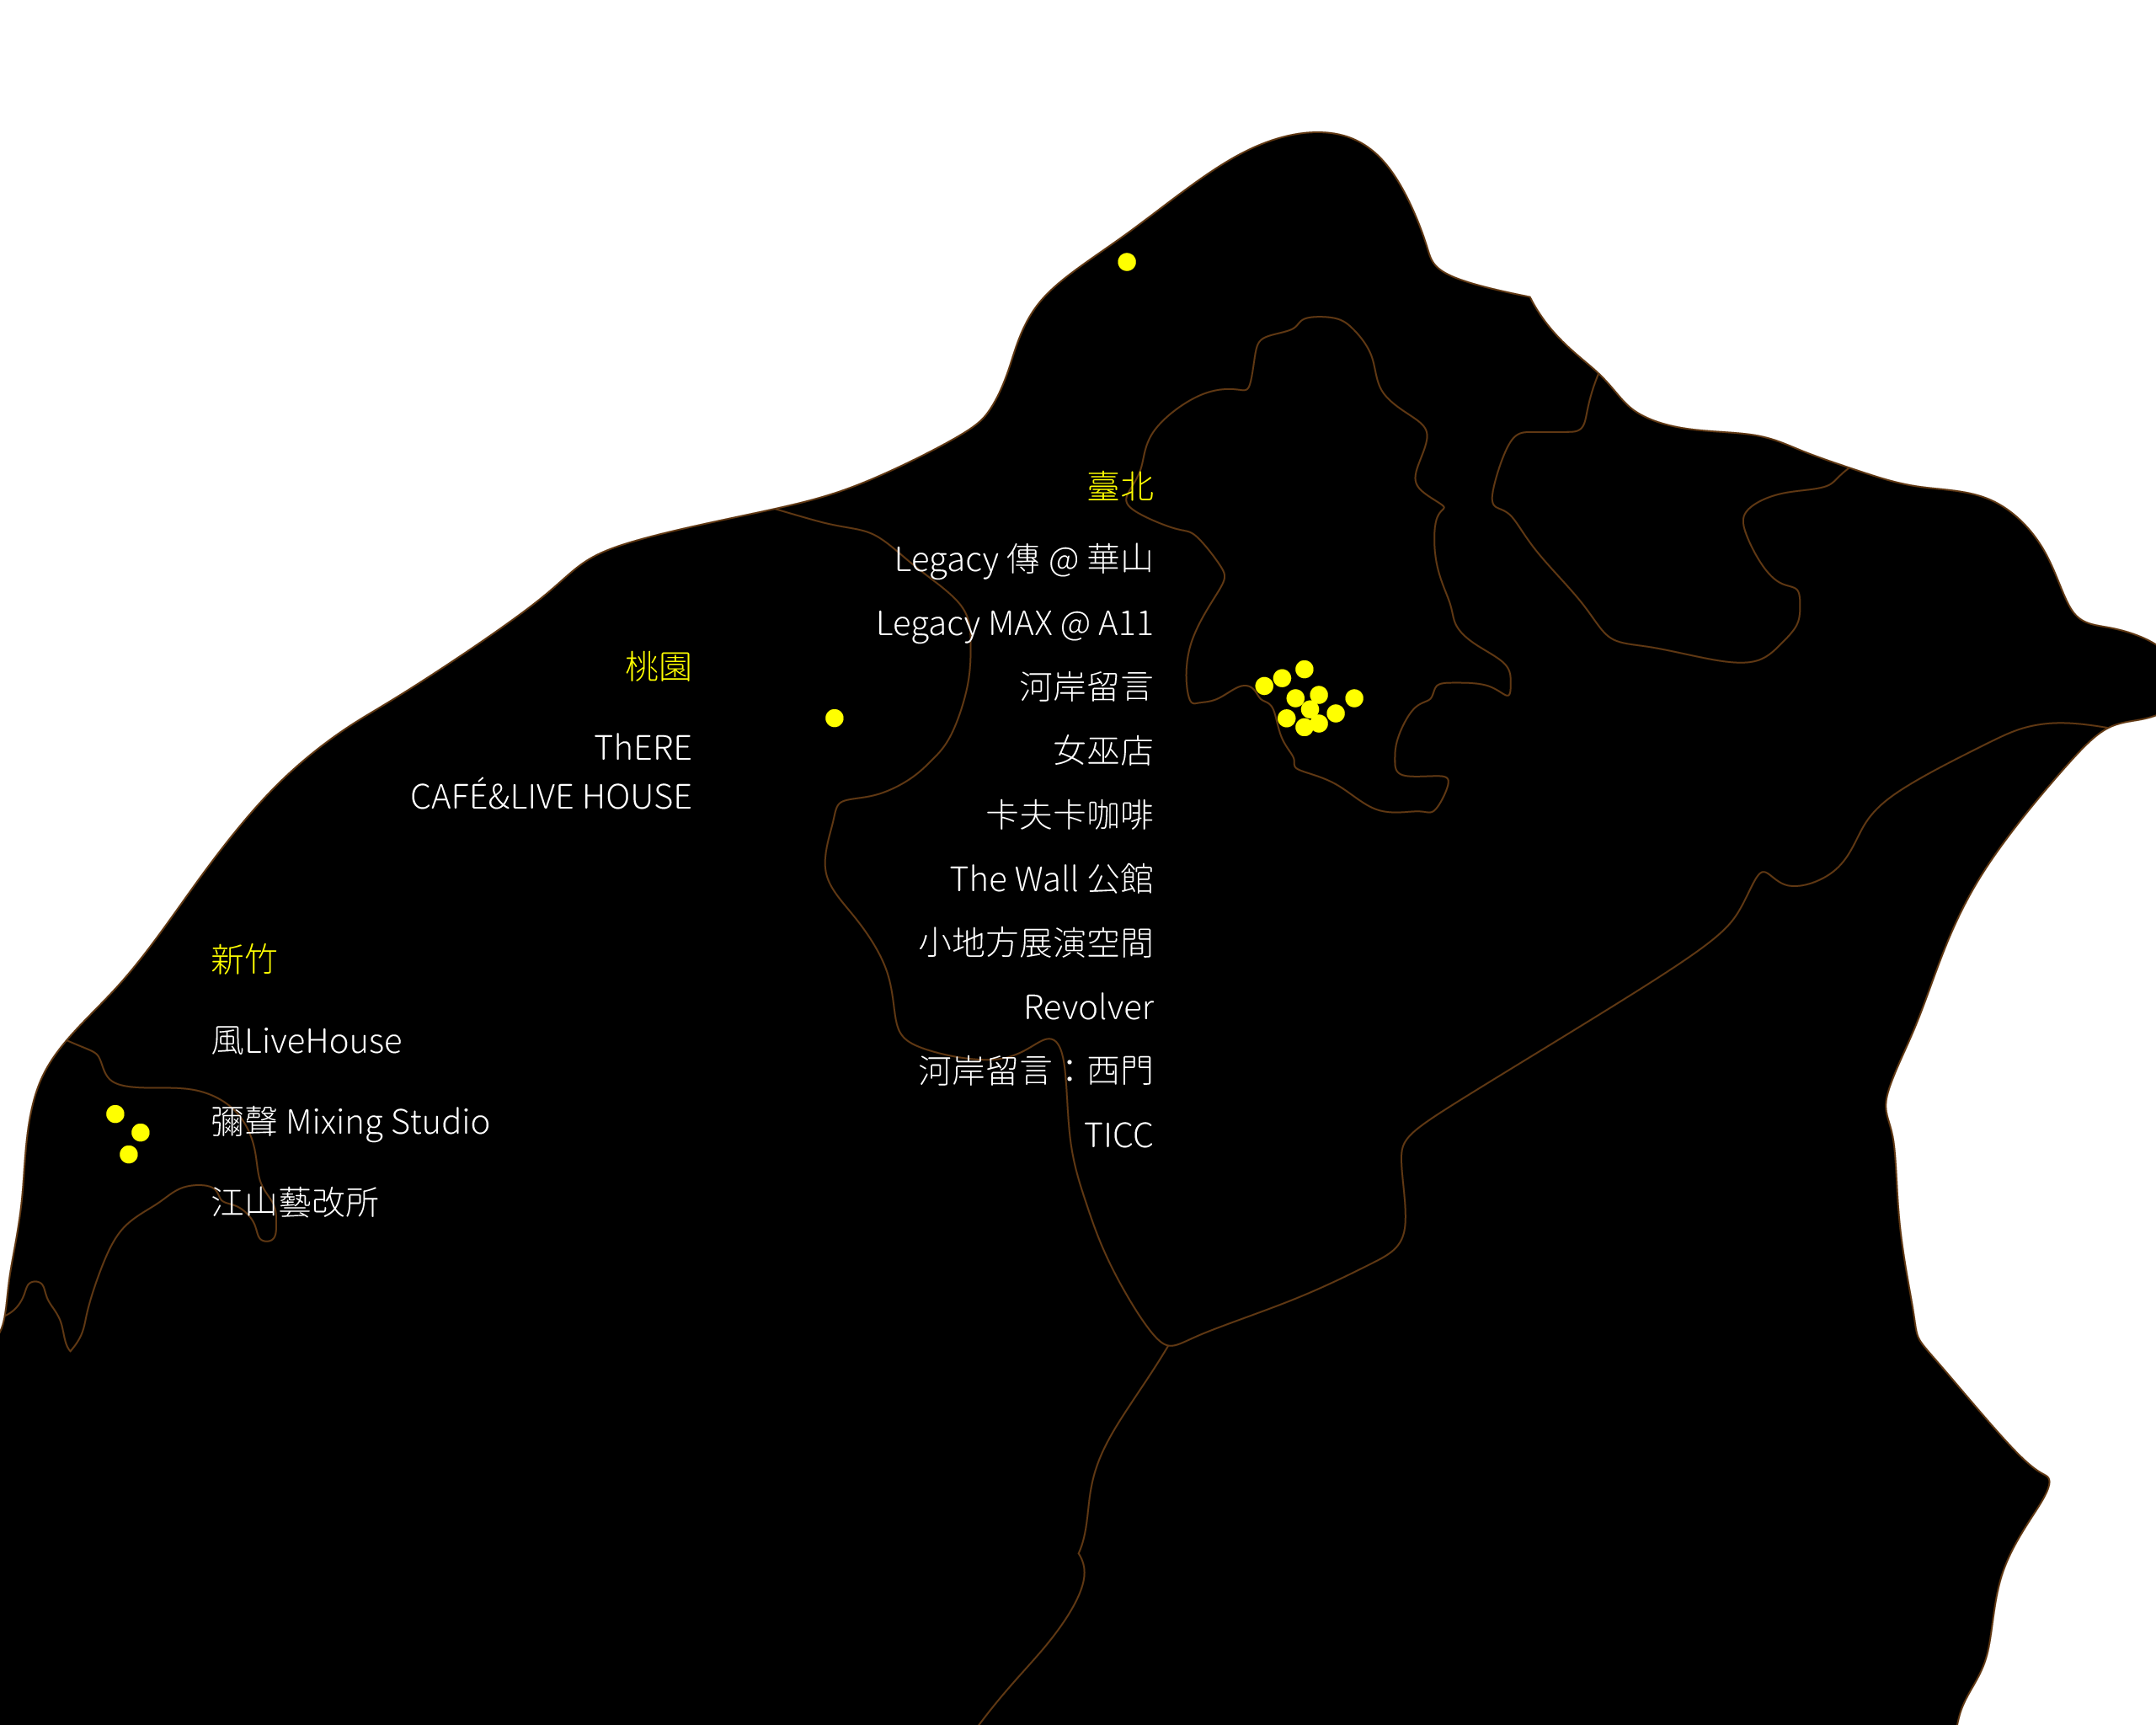 臺北
Legacy 傳 @ 華山
Legacy MAX @ A11
河岸留言
女巫店
卡夫卡咖啡
The Wall 公館
小地方展演空間
Revolver
河岸留言：西門
TICC
桃園
ThERE
CAFÉ&LIVE HOUSE
新竹
風LiveHouse
彌聲 Mixing Studio
江山藝改所